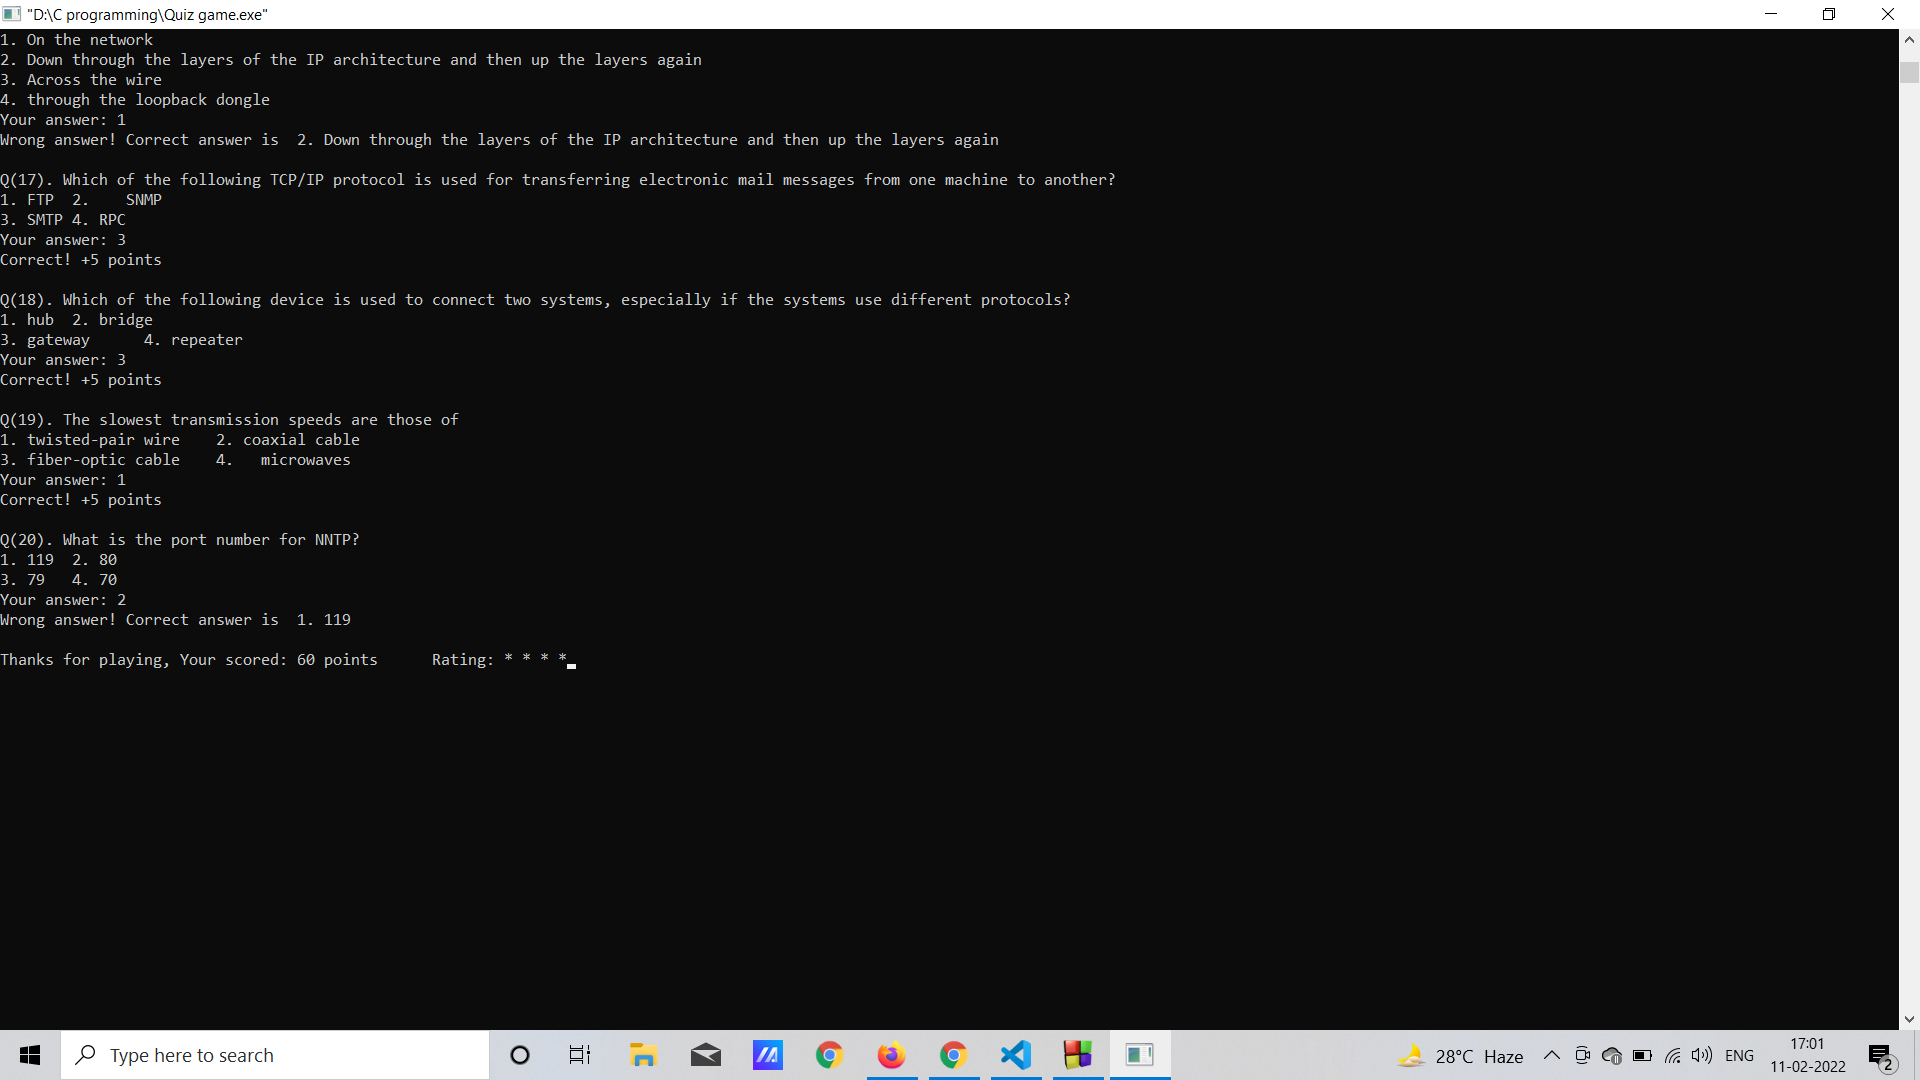 "D:\C programming\Quiz game.exe"
1. On the network
2. Down through the layers of the IP architecture and then up the layers again
3. Across the wire
4. through the loopback dongle
Your answer: 1
Wrong answer! Correct answer is  2. Down through the layers of the IP architecture and then up the layers again
Q(17). Which of the following TCP/IP protocol is used for transferring electronic mail messages from one machine to another?
1. FTP  2.    SNMP
3. SMTP 4. RPC
Your answer: 3
Correct! +5 points
Q(18). Which of the following device is used to connect two systems, especially if the systems use different protocols?
1. hub  2. bridge
3. gateway      4. repeater
Your answer: 3
Correct! +5 points
Q(19). The slowest transmission speeds are those of
1. twisted-pair wire    2. coaxial cable
3. fiber-optic cable    4.   microwaves
Your answer: 1
Correct! +5 points
Q(20). What is the port number for NNTP?
1. 119  2. 80
3. 79   4. 70
Your answer: 2
Wrong answer! Correct answer is  1. 119
Thanks for playing, Your scored: 60 points      Rating: * * * *
Type here to search
28°C Haze
ENG
17:01
11-02-2022
2